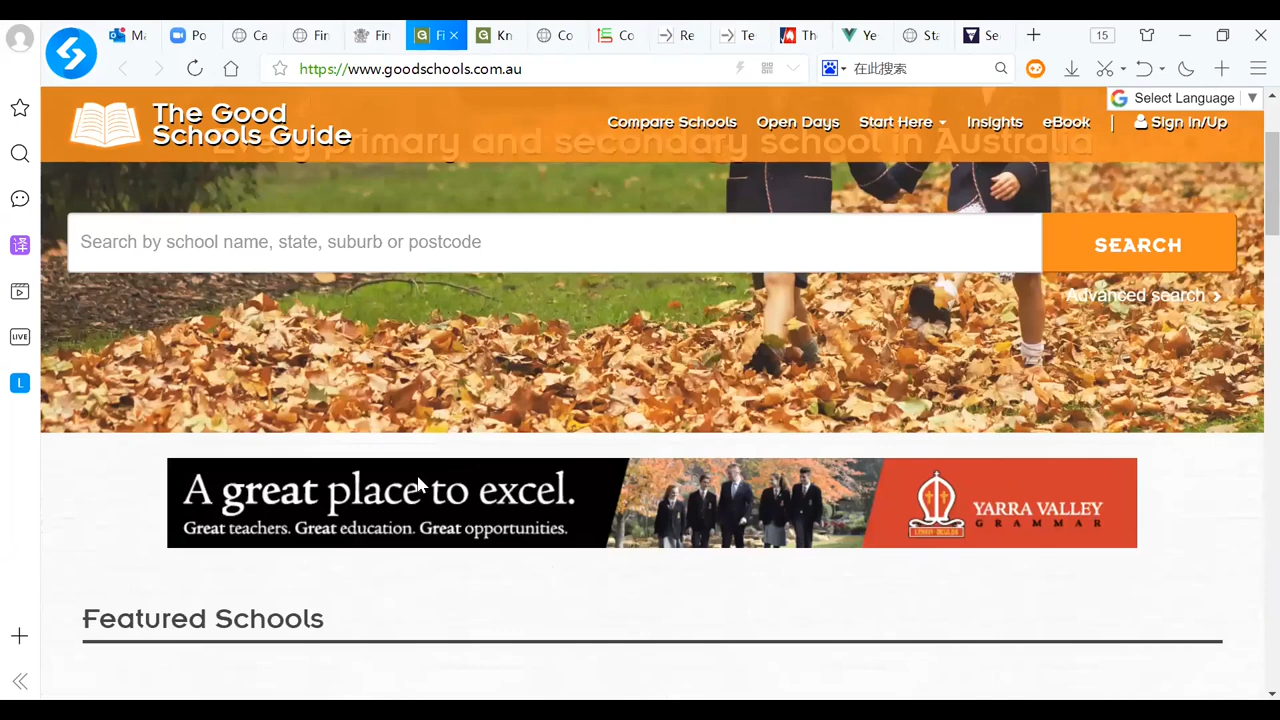 Ma
Po
Ca
Fin
Fin
Fi
Kn
Co
Co
Re
Te
Th
Ye
Sta
Se
15
https://www.goodschools.com.au
在此搜索
译
LIVE
L
Select Language
The Good
Schools Guide
Compare Schools
Open Days
Start Here
Insights
eBook
Sign In/Up
Every primary and secondary school in Australia
Search by school name, state, suburb or postcode
SEARCH
Advanced search
A great place to excel.
Great teachers. Great education. Great opportunities.
YARRA VALLEY
GRAMMAR
Featured Schools